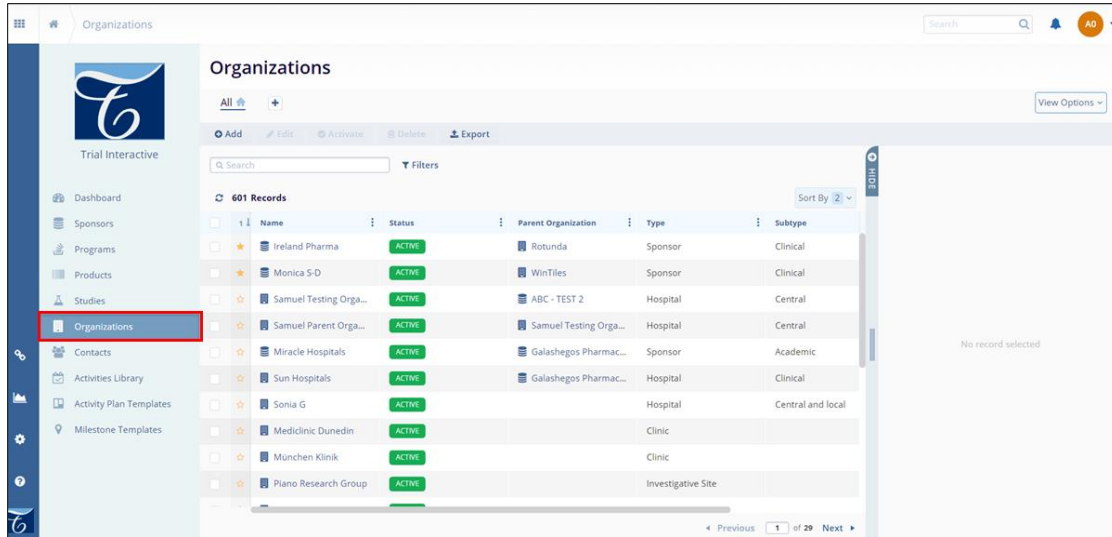 Organizations
Search
AO
Trial Interactive
Dashboard
Sponsors
Programs
Products
Studies
Organizations
Contacts
Activities Library
Activity Plan Templates
Milestone Templates
Organizations
All
View Options
Add Edit Activate Delete Export
Search Filters
HIDE
601 Records Sort By 2
1 Name Status Parent Organization Type Subtype
Ireland Pharma ACTIVE Rotunda Sponsor Clinical
Monica S-D ACTIVE WinTiles Sponsor Clinical
Samuel Testing Orga... ACTIVE ABC - TEST 2 Hospital Central
Samuel Parent Orga... ACTIVE Samuel Testing Orga... Hospital Central
Miracle Hospitals ACTIVE Galashegos Pharmac... Sponsor Academic
Sun Hospitals ACTIVE Galashegos Pharmac... Hospital Clinical
Sonia G ACTIVE Hospital Central and local
Mediclinic Dunedin ACTIVE Clinic
Munchen Klinik ACTIVE Clinic
Piano Research Group ACTIVE Investigative Site
No record selected
Previous 1 of 29 Next